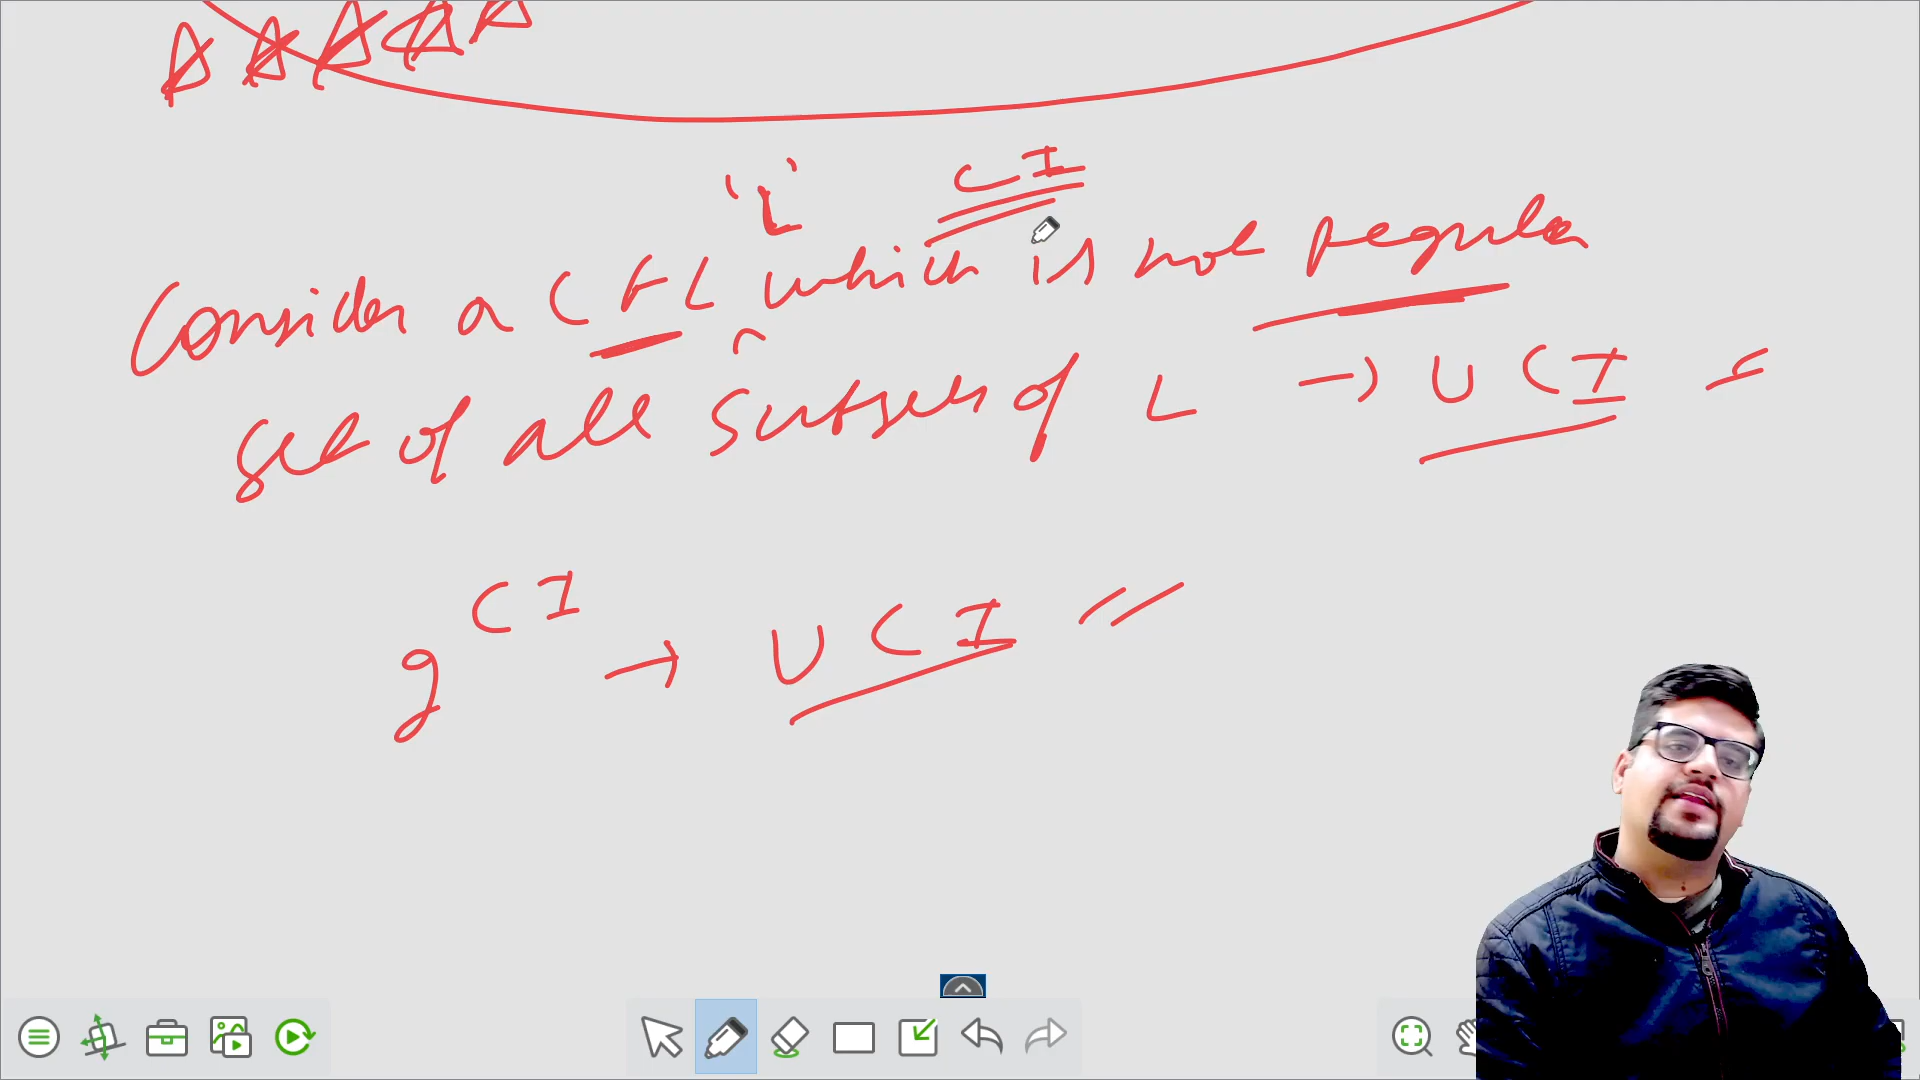 'L' CI
Consider a CFL which is not regular
set of all subsets of L → UCI
2^CI → UCI